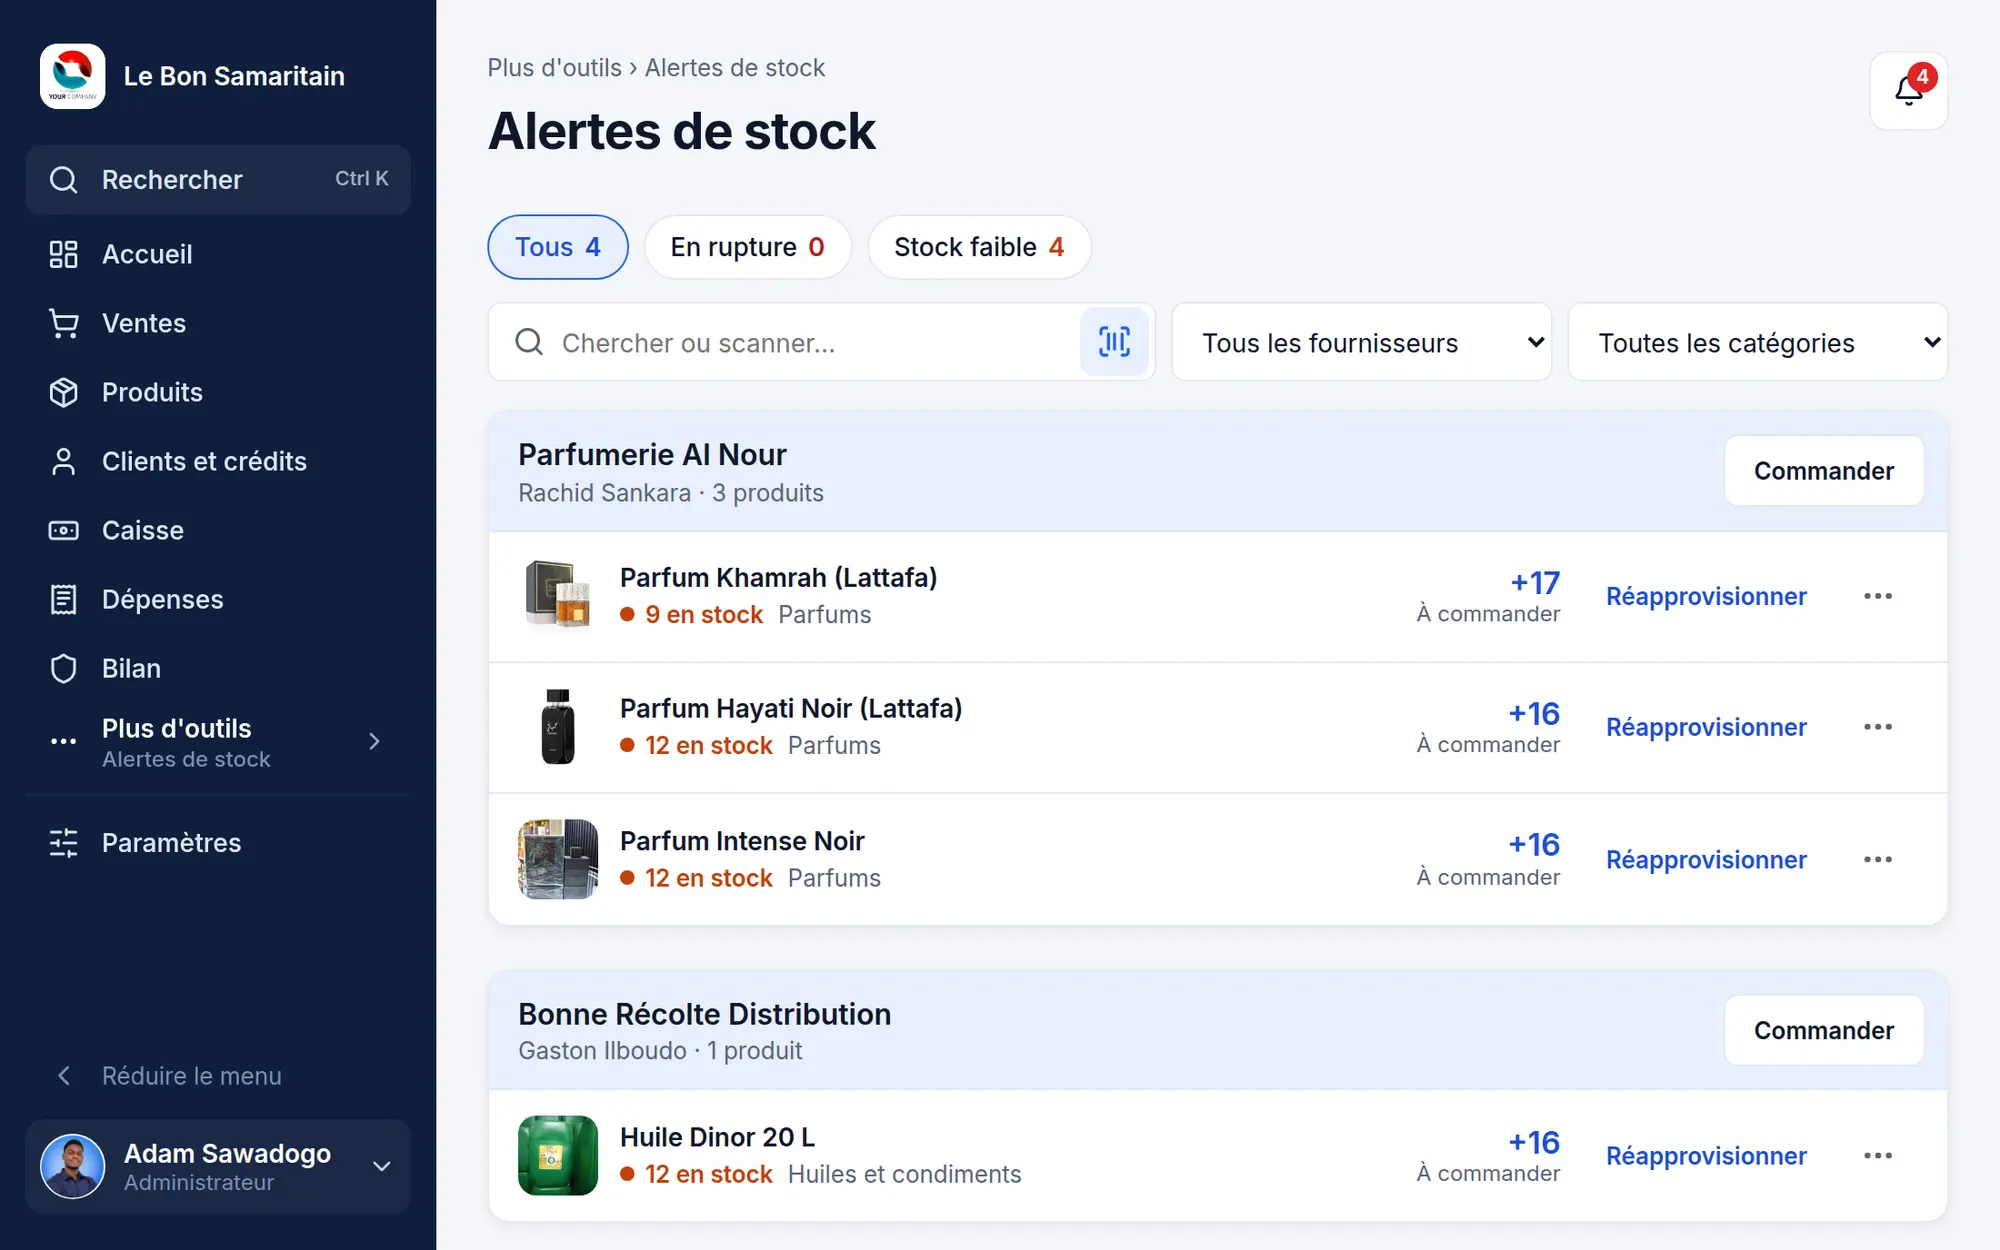 YOUR COMPANY
Le Bon Samaritain
Rechercher Ctrl K
Accueil
Ventes
Produits
Clients et crédits
Caisse
Dépenses
Bilan
Plus d'outils
Alertes de stock
Paramètres
Réduire le menu
Adam Sawadogo
Administrateur
Plus d'outils › Alertes de stock
4
Alertes de stock
Tous 4 En rupture 0 Stock faible 4
Chercher ou scanner... Tous les fournisseurs Toutes les catégories
Parfumerie Al Nour
Rachid Sankara · 3 produits
Commander
Parfum Khamrah (Lattafa)
9 en stock Parfums
+17
À commander
Réapprovisionner
Parfum Hayati Noir (Lattafa)
12 en stock Parfums
+16
À commander
Réapprovisionner
Parfum Intense Noir
12 en stock Parfums
+16
À commander
Réapprovisionner
Bonne Récolte Distribution
Gaston Ilboudo · 1 produit
Commander
Huile Dinor 20 L
12 en stock Huiles et condiments
+16
À commander
Réapprovisionner